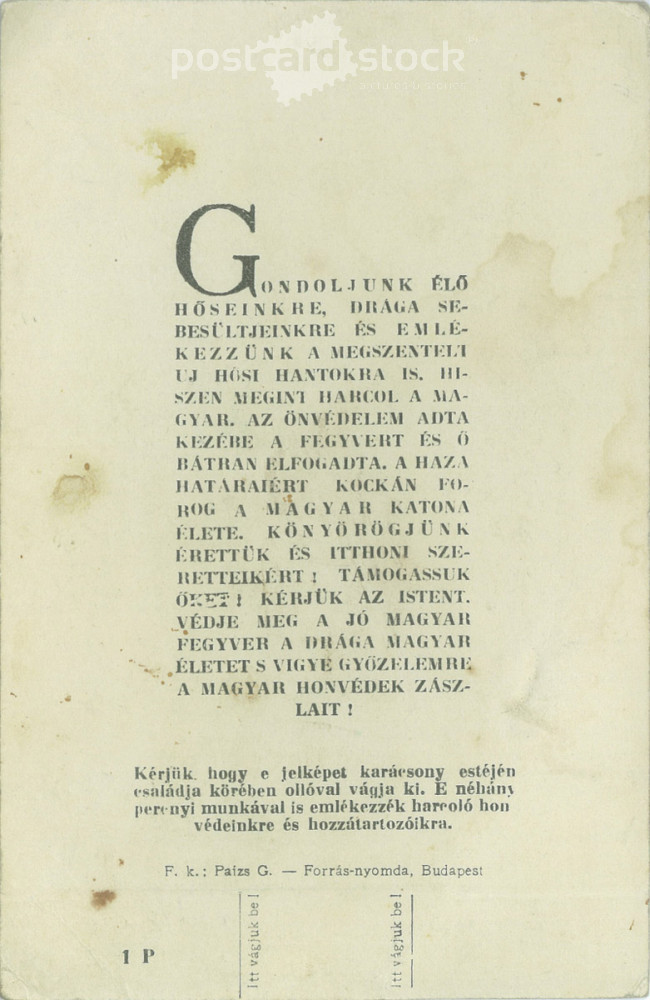 postcard stock
GONDOLJUNK ÉLŐ
HŐSEINKRE, DRÁGA SE-
BESÜLTJEINKRE ÉS EMLÉ-
KEZZÜNK A MEGSZENTELT
UJ HŐSI HANTOKRA IS. HI-
SZEN MEGINT HARCOL A MA-
GYAR. AZ ÖNVÉDELEM ADTA
KEZÉBE A FEGYVERT ÉS Ő
BÁTRAN ELFOGADTA. A HAZA
HATÁRAIÉRT KOCKÁN FO-
ROG A MAGYAR KATONA
ÉLETE. KÖNYÖRÖGJÜNK
ÉRETTÜK ÉS ITTHONI SZE-
RETTEIKÉRT! TÁMOGASSUK
ŐKET! KÉRJÜK AZ ISTENT.
VÉDJE MEG A JÓ MAGYAR
FEGYVER A DRÁGA MAGYAR
ÉLETET S VIGYE GYŐZELEMRE
A MAGYAR HONVÉDEK ZÁSZ-
LAIT!
Kérjük, hogy e jelképet karácsony estéjén
családja körében ollóval vágja ki. E néhány
percnyi munkával is emlékezzék harcoló hon
védeinkre és hozzátartozóikra.
F. k.: Paizs G. — Forrás-nyomda, Budapest
1 P
Itt vágjuk be!
Itt vágjuk be!